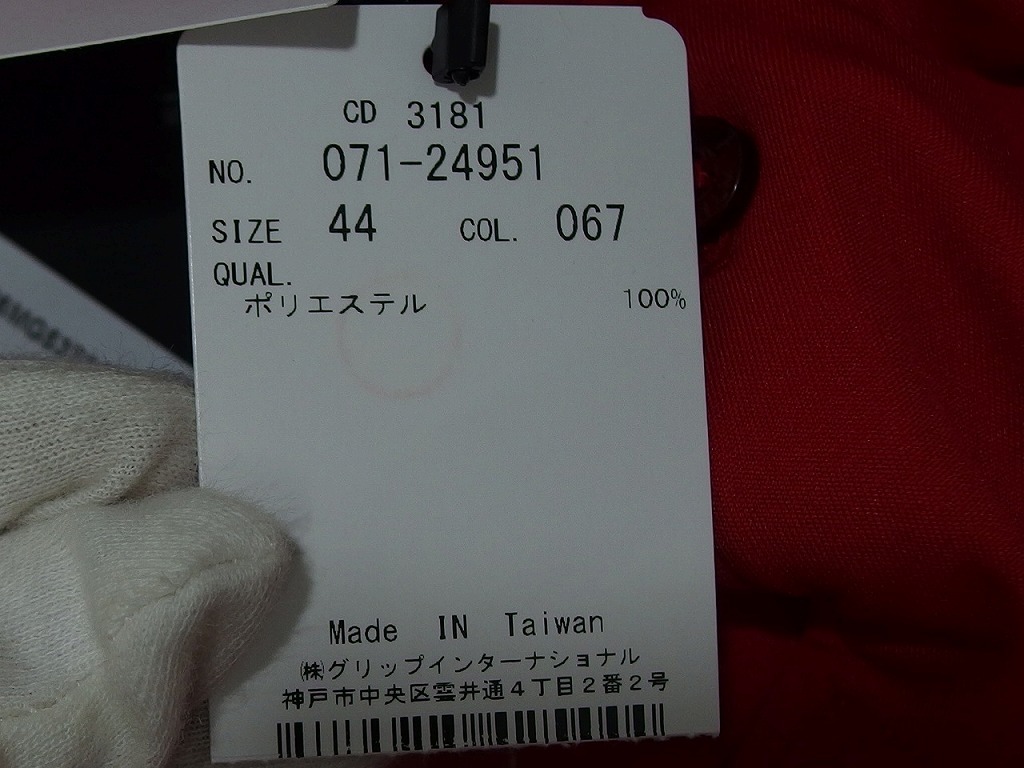 CD 3181
NO. 071-24951
SIZE 44 COL. 067
QUAL.
ポリエステル 100%
Made IN Taiwan
㈱グリップインターナショナル
神戸市中央区雲井通4丁目2番2号